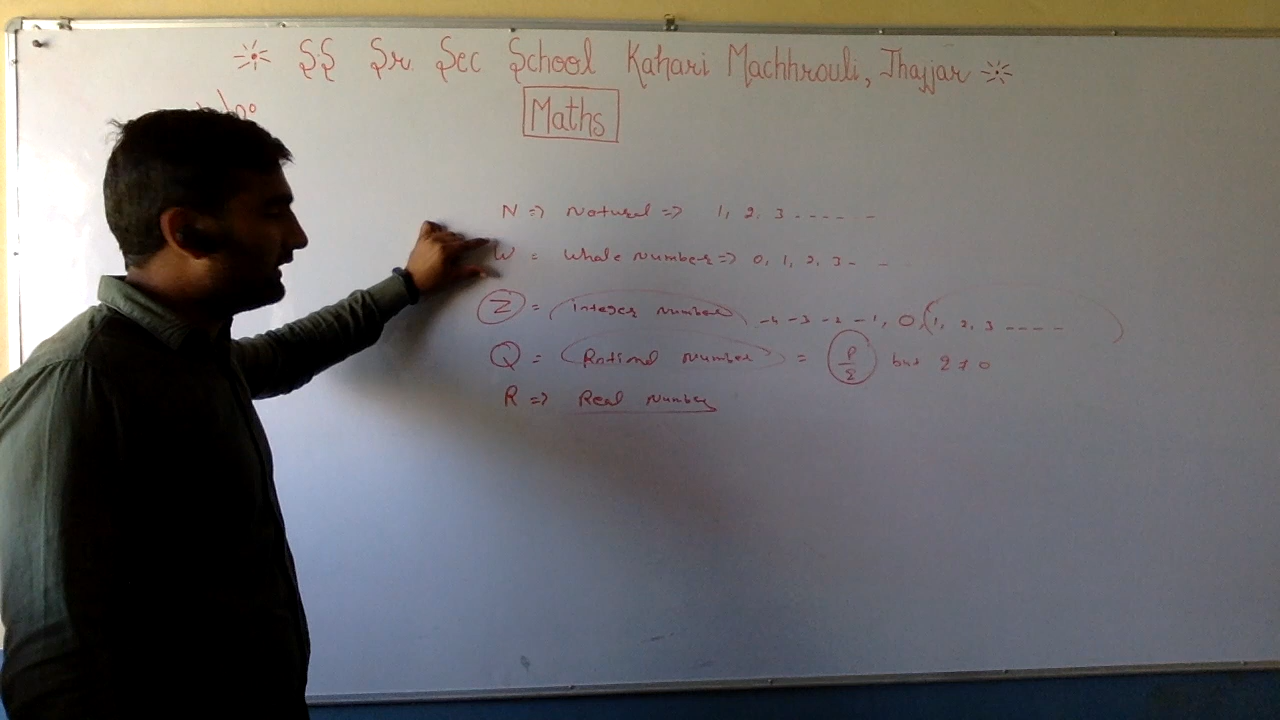 SS Sr. Sec School Kahari Machhrouli, Jhajjar
Maths
N => Natural => 1, 2, 3 ---- -
W = Whole Number => 0, 1, 2, 3 - -
Z = Integer Number -4 -3 -2 -1, 0, 1, 2, 3 ----
Q = Rational Number = P/q but q ≠ 0
R => Real Number